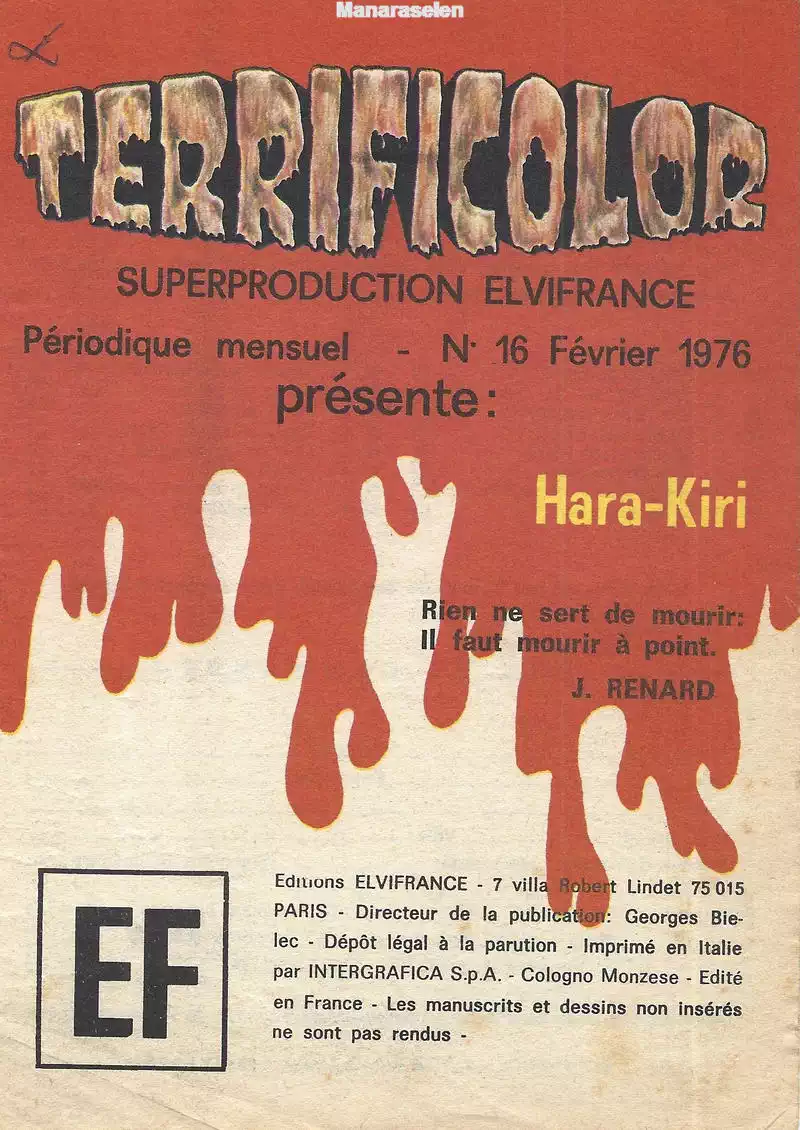 Manaraselen
TERRIFICOLOR
SUPERPRODUCTION ELVIFRANCE
Périodique mensuel - N· 16 Février 1976
présente:
Hara-Kiri
Rien ne sert de mourir:
Il faut mourir à point.
J. RENARD
EF
Editions ELVIFRANCE - 7 villa Robert Lindet 75 015
PARIS - Directeur de la publication: Georges Bie-
lec - Dépôt légal à la parution - Imprimé en Italie
par INTERGRAFICA S.p.A. - Cologno Monzese - Edité
en France - Les manuscrits et dessins non insérés
ne sont pas rendus -